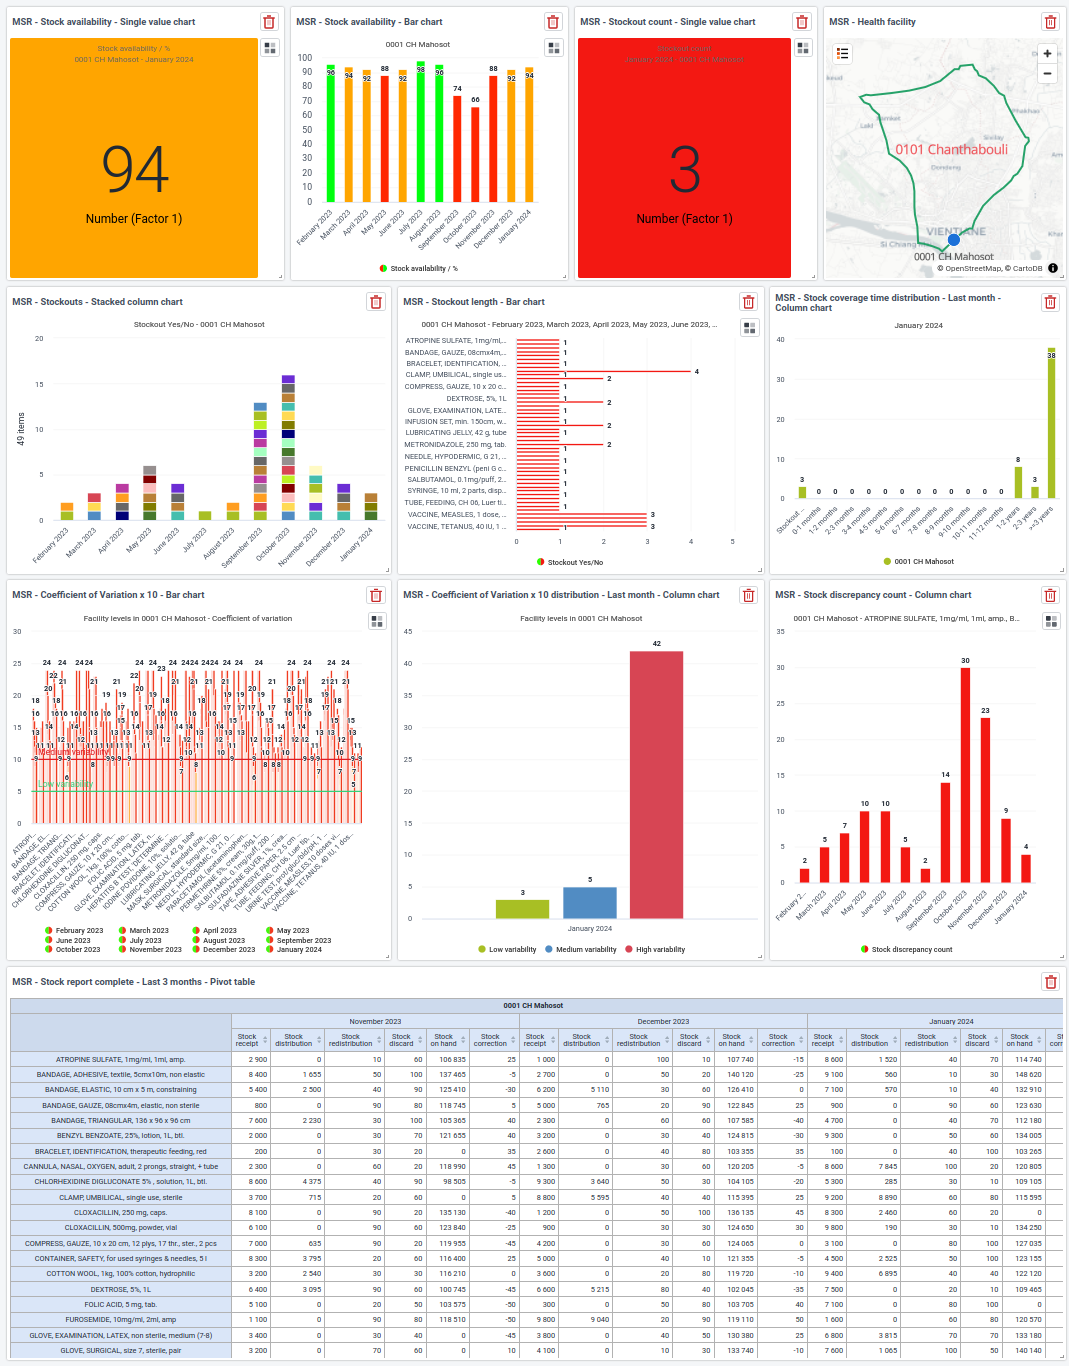 MSR - Stock availability - Single value chart
Stock availability / %
0001 CH Mahosot - January 2024
94
Number (Factor 1)
MSR - Stock availability - Bar chart
0001 CH Mahosot
100
90
80
70
60
50
40
30
20
10
0
96 94 92 88 92 98 96 74 66 88 92 94
February 2023
March 2023
April 2023
May 2023
June 2023
July 2023
August 2023
September 2023
October 2023
November 2023
December 2023
January 2024
Stock availability / %
MSR - Stockout count - Single value chart
Stockout count
January 2024 - 0001 CH Mahosot
3
Number (Factor 1)
MSR - Health facility
+
−
Phakhao
Laki
Nonkeo
Sivilay
0101 Chanthabouli
Dondang
VIENTIANE
Si Chiang Mai
0001 CH Mahosot
© OpenStreetMap, © CartoDB
MSR - Stockouts - Stacked column chart
Stockout Yes/No - 0001 CH Mahosot
49 items
20
15
10
5
0
February 2023
March 2023
April 2023
May 2023
June 2023
July 2023
August 2023
September 2023
October 2023
November 2023
December 2023
January 2024
MSR - Stockout length - Bar chart
0001 CH Mahosot - February 2023, March 2023, April 2023, May 2023, June 2023, ...
ATROPINE SULFATE, 1mg/ml,... 1
BANDAGE, GAUZE, 08cmx4m,... 1
BRACELET, IDENTIFICATION, ... 1
CLAMP, UMBILICAL, single us... 1 4
COMPRESS, GAUZE, 10 x 20 c... 1 2
DEXTROSE, 5%, 1L 1 2
GLOVE, EXAMINATION, LATE... 1
INFUSION SET, min. 150cm, w... 1 2
LUBRICATING JELLY, 42 g, tube 1
METRONIDAZOLE, 250 mg, tab. 2
NEEDLE, HYPODERMIC, G 21, ... 1
PENICILLIN BENZYL (peni G c... 1
SALBUTAMOL, 0,1mg/puff, 2... 1
SYRINGE, 10 ml, 2 parts, disp... 1
TUBE, FEEDING, CH 06, Luer ti... 1
VACCINE, MEASLES, 1 dose, ... 3
VACCINE, TETANUS, 40 IU, 1 ... 1 3
0 1 2 3 4 5
Stockout Yes/No
MSR - Stock coverage time distribution - Last month -
Column chart
January 2024
40
30
20
10
0
3 0 0 0 0 0 0 0 0 0 0 0 0 8 3 38
Stockout ...
0-1 months
1-2 months
2-3 months
3-4 months
4-5 months
5-6 months
6-7 months
7-8 months
8-9 months
9-10 months
10-11 months
11-12 months
1-2 years
2-3 years
>=3 years
0001 CH Mahosot
MSR - Coefficient of Variation x 10 - Bar chart
Facility levels in 0001 CH Mahosot - Coefficient of variation
30
25
20
15
10
5
0
Medium variability
Low variability
February 2023 March 2023 April 2023 May 2023
June 2023 July 2023 August 2023 September 2023
October 2023 November 2023 December 2023 January 2024
MSR - Coefficient of Variation x 10 distribution - Last month - Column chart
Facility levels in 0001 CH Mahosot
45
40
35
30
25
20
15
10
5
0
3 5 42
January 2024
Low variability Medium variability High variability
MSR - Stock discrepancy count - Column chart
0001 CH Mahosot - ATROPINE SULFATE, 1mg/ml, 1ml, amp., B...
35
30
25
20
15
10
5
0
2 5 7 10 10 5 2 14 30 23 9 4
February 2...
March 2023
April 2023
May 2023
June 2023
July 2023
August 2023
September 2023
October 2023
November 2023
December 2023
January 2024
Stock discrepancy count
MSR - Stock report complete - Last 3 months - Pivot table
0001 CH Mahosot
November 2023 December 2023 January 2024
Stock receipt Stock distribution Stock redistribution Stock discard Stock on hand Stock correction Stock receipt Stock distribution Stock redistribution Stock discard Stock on hand Stock correction Stock receipt Stock distribution Stock redistribution Stock discard Stock on hand
ATROPINE SULFATE, 1mg/ml, 1ml, amp. 2 900 0 10 60 106 835 25 1 000 0 100 10 107 740 -15 8 600 1 520 40 70 114 740
BANDAGE, ADHESIVE, textile, 5cmx10m, non elastic 8 400 1 655 50 100 137 465 -5 2 700 0 50 20 140 120 -25 9 100 560 10 30 148 620
BANDAGE, ELASTIC, 10 cm x 5 m, constraining 5 400 2 500 40 90 125 410 -30 6 200 5 110 30 60 126 410 0 7 100 570 10 40 132 910
BANDAGE, GAUZE, 08cmx4m, elastic, non sterile 800 0 90 80 118 745 5 5 000 765 20 90 122 845 25 900 0 90 60 123 630
BANDAGE, TRIANGULAR, 136 x 96 x 96 cm 7 600 2 230 30 100 105 365 40 2 300 0 60 60 107 585 -40 4 700 0 40 70 112 180
BENZYL BENZOATE, 25%, lotion, 1L, btl. 2 000 0 30 70 121 655 40 3 200 0 30 40 124 815 -30 9 300 0 50 60 134 005
BRACELET, IDENTIFICATION, therapeutic feeding, red 200 0 30 20 0 35 2 600 0 40 80 103 355 35 100 0 40 100 103 265
CANNULA, NASAL, OXYGEN, adult, 2 prongs, straight, + tube 2 300 0 60 20 118 990 45 1 300 0 30 60 120 205 -5 8 600 7 845 100 20 120 805
CHLORHEXIDINE DIGLUCONATE 5% , solution, 1L, btl. 8 600 4 375 40 90 98 505 -5 9 300 3 640 50 30 104 105 -20 5 300 285 30 10 109 105
CLAMP, UMBILICAL, single use, sterile 3 700 715 20 60 0 5 8 800 5 595 40 40 115 395 25 9 200 8 890 60 80 115 595
CLOXACILLIN, 250 mg, caps. 8 100 0 90 20 135 130 -40 1 200 0 50 100 136 135 45 8 300 2 460 60 20 0
CLOXACILLIN, 500mg, powder, vial 6 100 0 90 60 123 840 -25 900 0 30 30 124 650 30 9 800 190 30 10 134 250
COMPRESS, GAUZE, 10 x 20 cm, 12 plys, 17 thr., ster., 2 pcs 7 000 635 90 20 119 955 -45 4 200 0 30 60 124 065 0 3 100 0 80 100 127 035
CONTAINER, SAFETY, for used syringes & needles, 5 l 8 300 3 795 20 60 116 400 25 5 000 0 40 10 121 355 -5 4 500 2 525 50 100 123 155
COTTON WOOL, 1kg, 100% cotton, hydrophilic 3 200 2 540 30 30 116 210 0 3 600 0 20 80 119 720 -10 9 400 6 895 40 40 122 120
DEXTROSE, 5%, 1L 6 400 3 095 90 60 100 745 -45 6 600 5 215 80 40 102 045 -35 7 500 0 20 10 109 465
FOLIC ACID, 5 mg, tab. 5 100 0 20 50 103 575 -50 300 0 50 80 103 705 40 7 100 0 80 100 0
FUROSEMIDE, 10mg/ml, 2ml, amp 1 100 0 90 80 118 510 -50 9 800 9 040 20 90 119 110 50 1 600 0 60 80 120 570
GLOVE, EXAMINATION, LATEX, non sterile, medium (7-8) 3 400 0 30 40 0 -45 3 800 0 40 50 130 380 25 6 800 3 815 70 70 133 180
GLOVE, SURGICAL, size 7, sterile, pair 3 200 0 70 60 0 10 4 100 0 30 30 133 740 -10 7 600 1 065 100 50 140 140